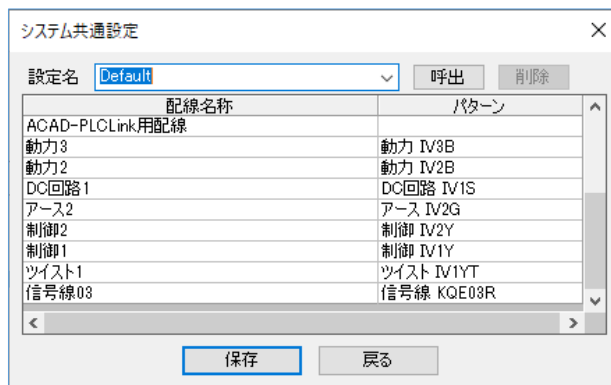 システム共通設定
設定名 Default 呼出 削除
配線名称 パターン
ACAD-PLCLink用配線
動力3 動力 IV3B
動力2 動力 IV2B
DC回路1 DC回路 IV1S
アース2 アース IV2G
制御2 制御 IV2Y
制御1 制御 IV1Y
ツイスト1 ツイスト IV1YT
信号線03 信号線 KQE03R
保存 戻る